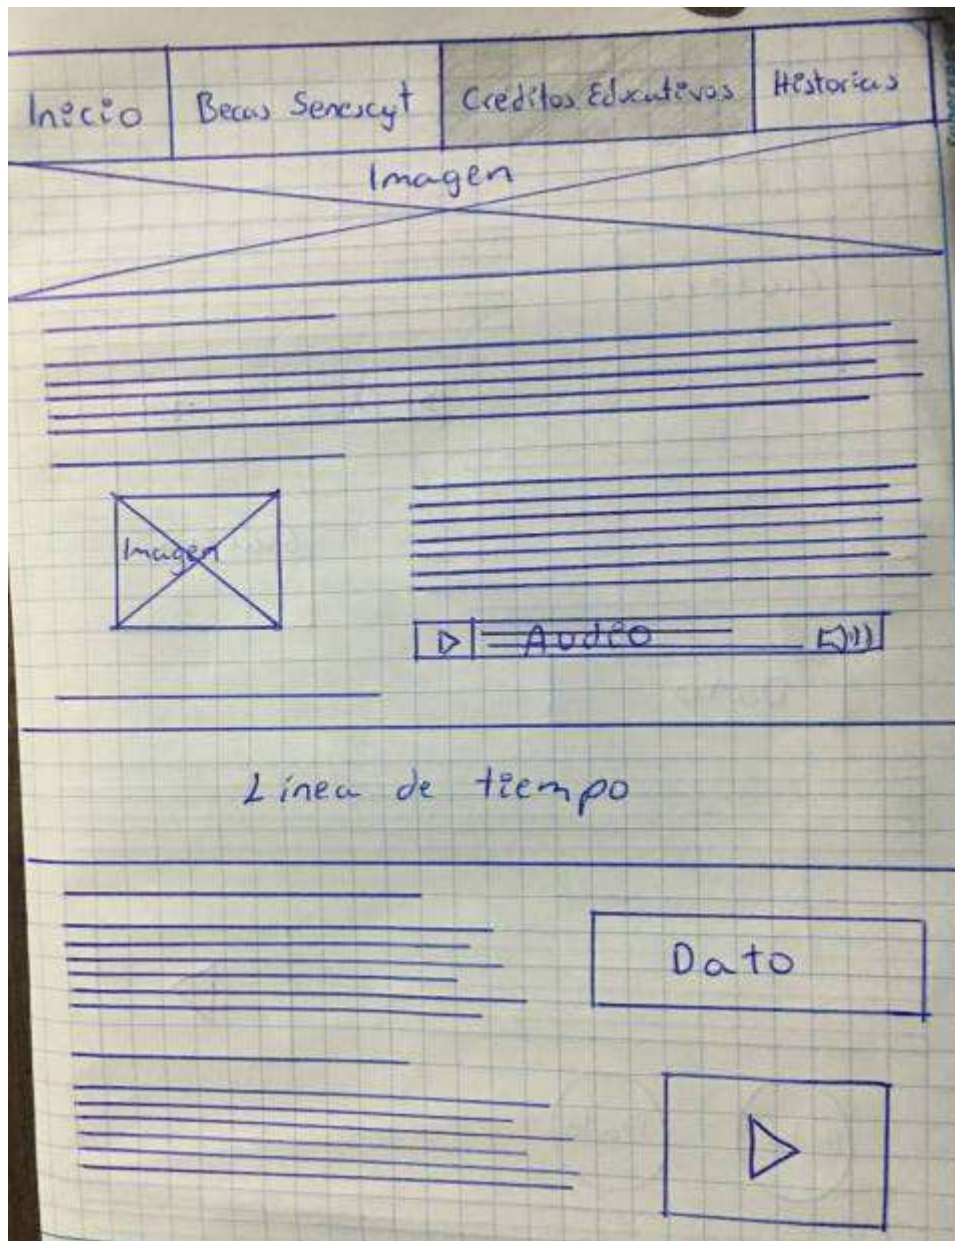 Inicio Becas Senescyt Créditos Educativos Historias
Imagen
Imagen
Audio
Línea de tiempo
Dato